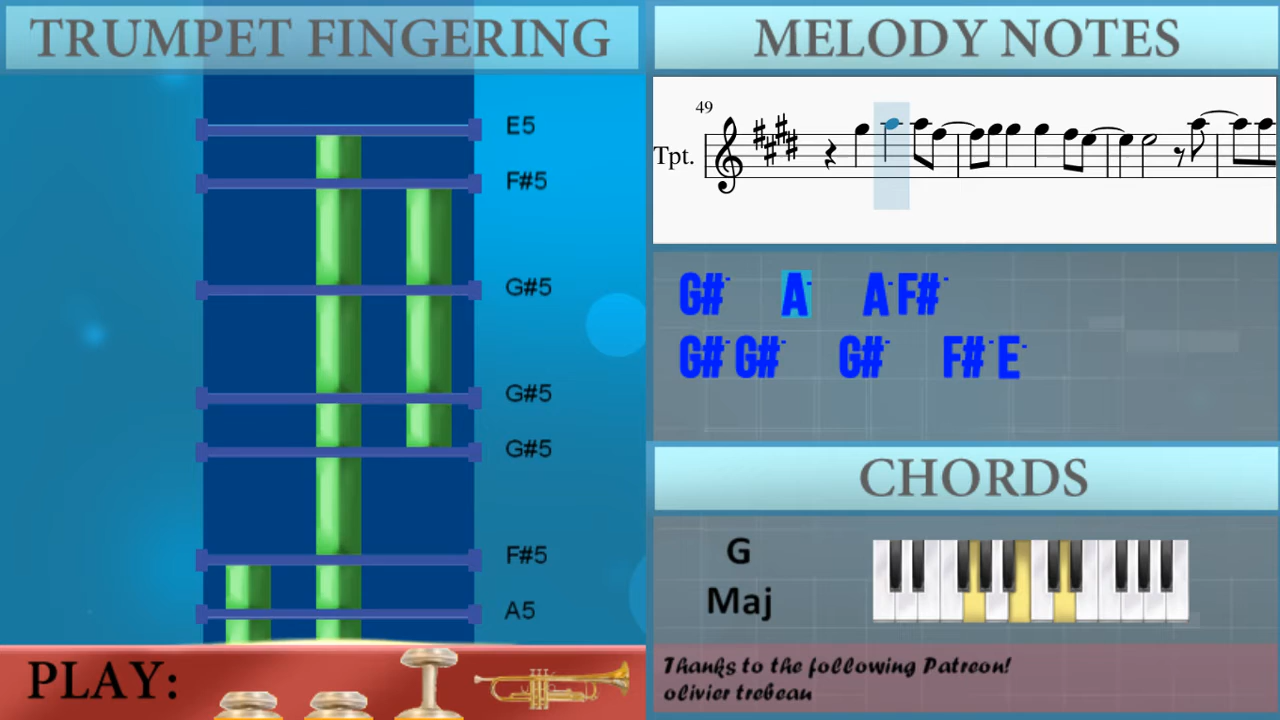 TRUMPET FINGERING
E5
F#5
G#5
G#5
G#5
F#5
A5
PLAY:
MELODY NOTES
49
Tpt.
G#- A- A- F#-
G#- G#- G#- F#- E-
CHORDS
G
Maj
Thanks to the following Patreon!
olivier trebeau